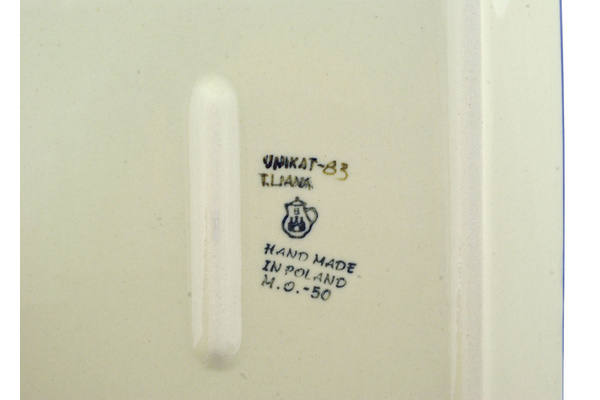 UNIKAT-83
T.LIANA
B
HAND MADE
IN POLAND
M.O.-50